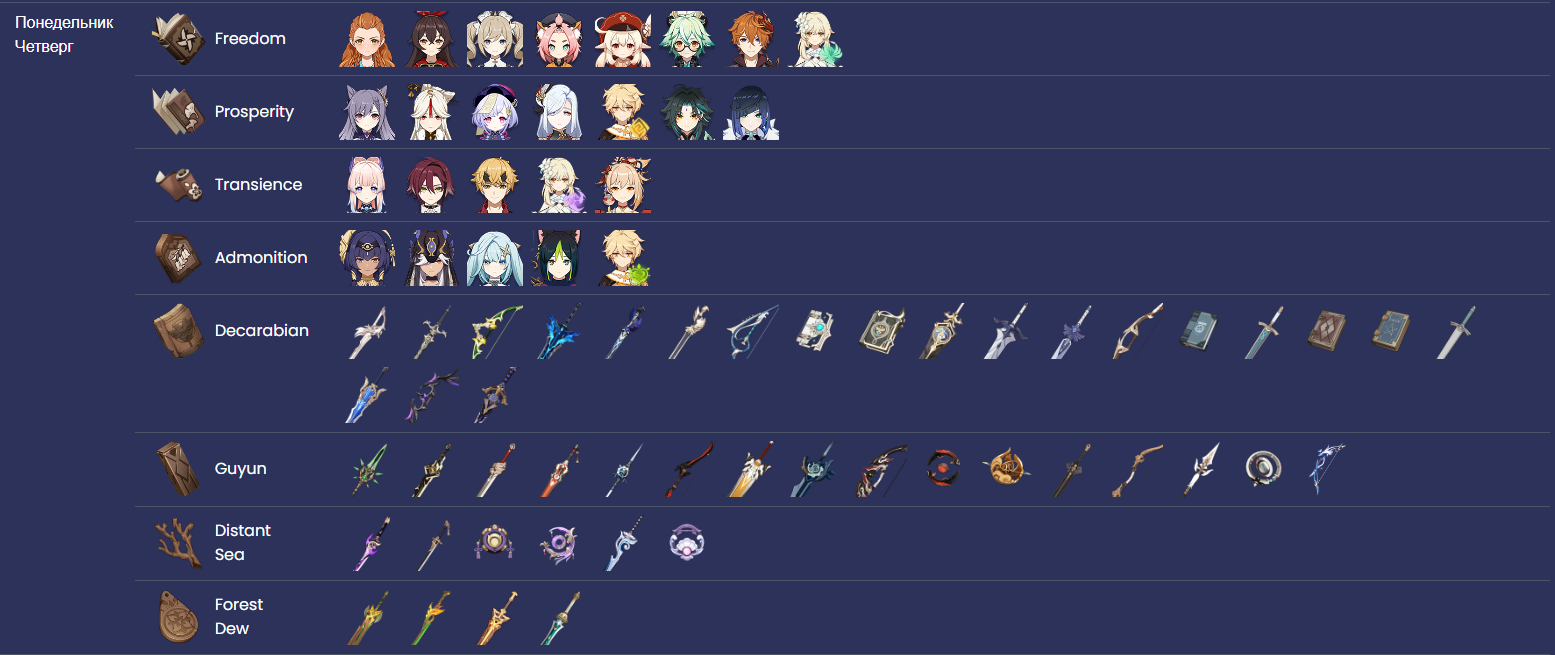 Понедельник
Четверг
Freedom
Prosperity
Transience
Admonition
Decarabian
Guyun
Distant
Sea
Forest
Dew